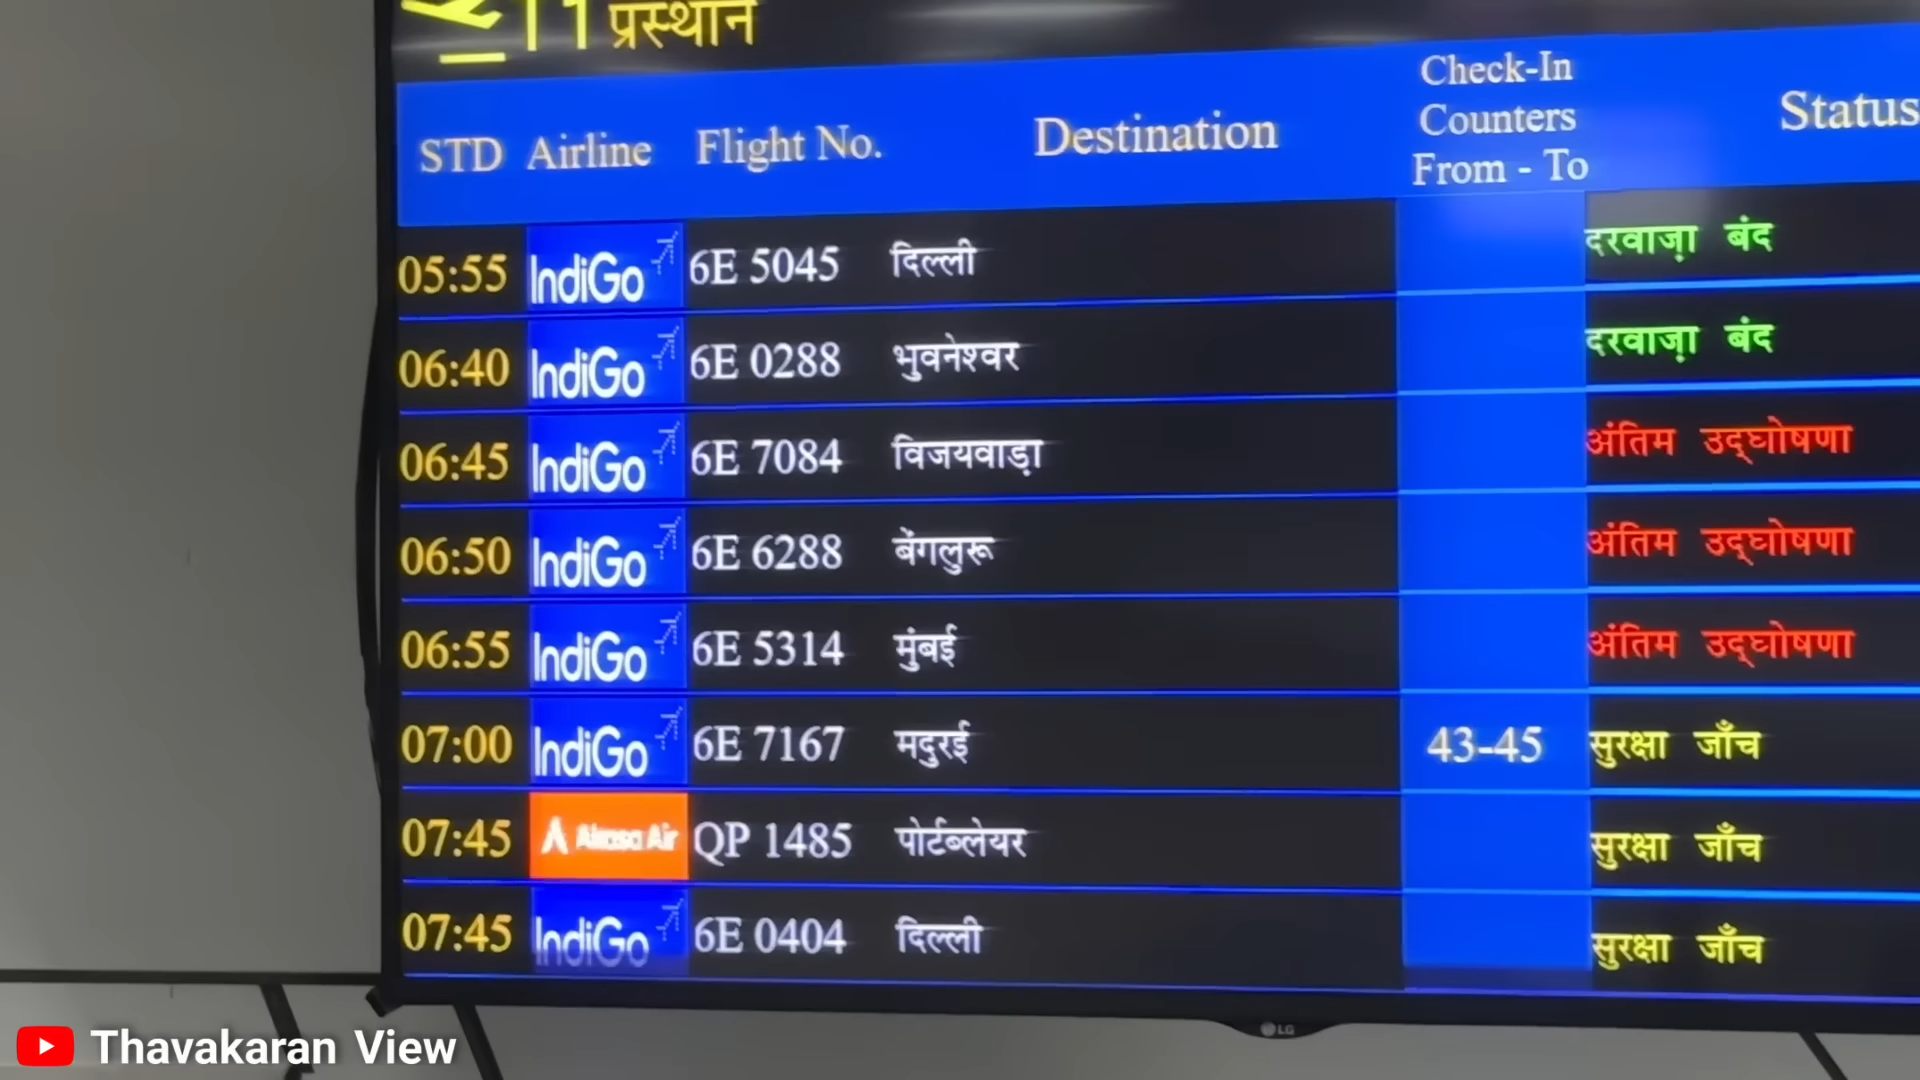 T1 प्रस्थान
STD Airline Flight No. Destination Check-In Counters From - To Status
05:55 IndiGo 6E 5045 दिल्ली दरवाज़ा बंद
06:40 IndiGo 6E 0288 भुवनेश्वर दरवाज़ा बंद
06:45 IndiGo 6E 7084 विजयवाड़ा अंतिम उद्घोषणा
06:50 IndiGo 6E 6288 बेंगलुरू अंतिम उद्घोषणा
06:55 IndiGo 6E 5314 मुंबई अंतिम उद्घोषणा
07:00 IndiGo 6E 7167 मदुरई 43-45 सुरक्षा जाँच
07:45 Akasa Air QP 1485 पोर्टब्लेयर सुरक्षा जाँच
07:45 IndiGo 6E 0404 दिल्ली सुरक्षा जाँच
LG
Thavakaran View